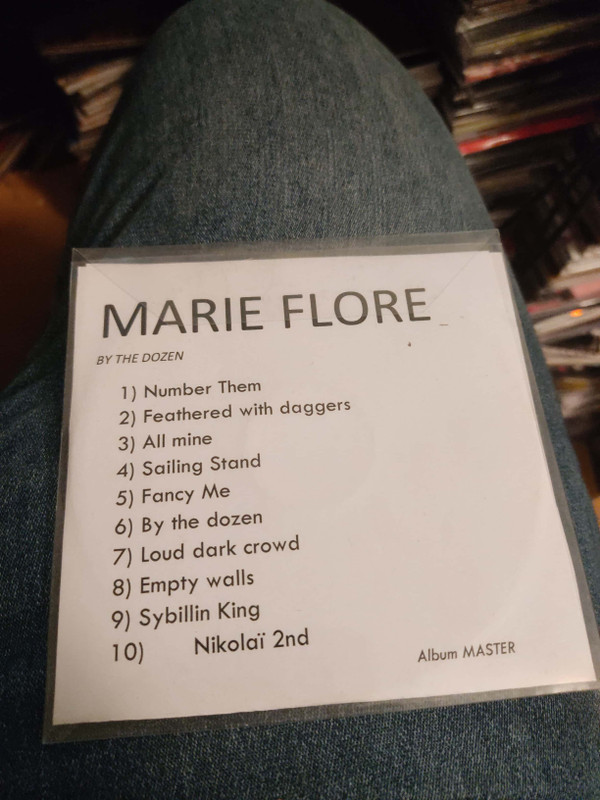 MARIE FLORE_
BY THE DOZEN
1) Number Them
2) Feathered with daggers
3) All mine
4) Sailing Stand
5) Fancy Me
6) By the dozen
7) Loud dark crowd
8) Empty walls
9) Sybillin King
10) Nikolaï 2nd
Album MASTER